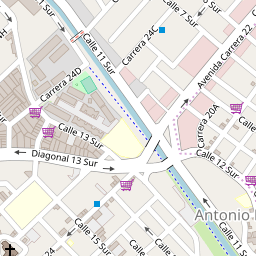 Calle 7 Sur
Carrera 24C
Calle 11 Sur
Avenida Carrera 22
Carrera 24D
Carrera 20A
Calle 13 Sur
Diagonal 13 Sur
Calle 12 Sur
Antonio
Calle 15 Sur
Calle 11 Sur
24